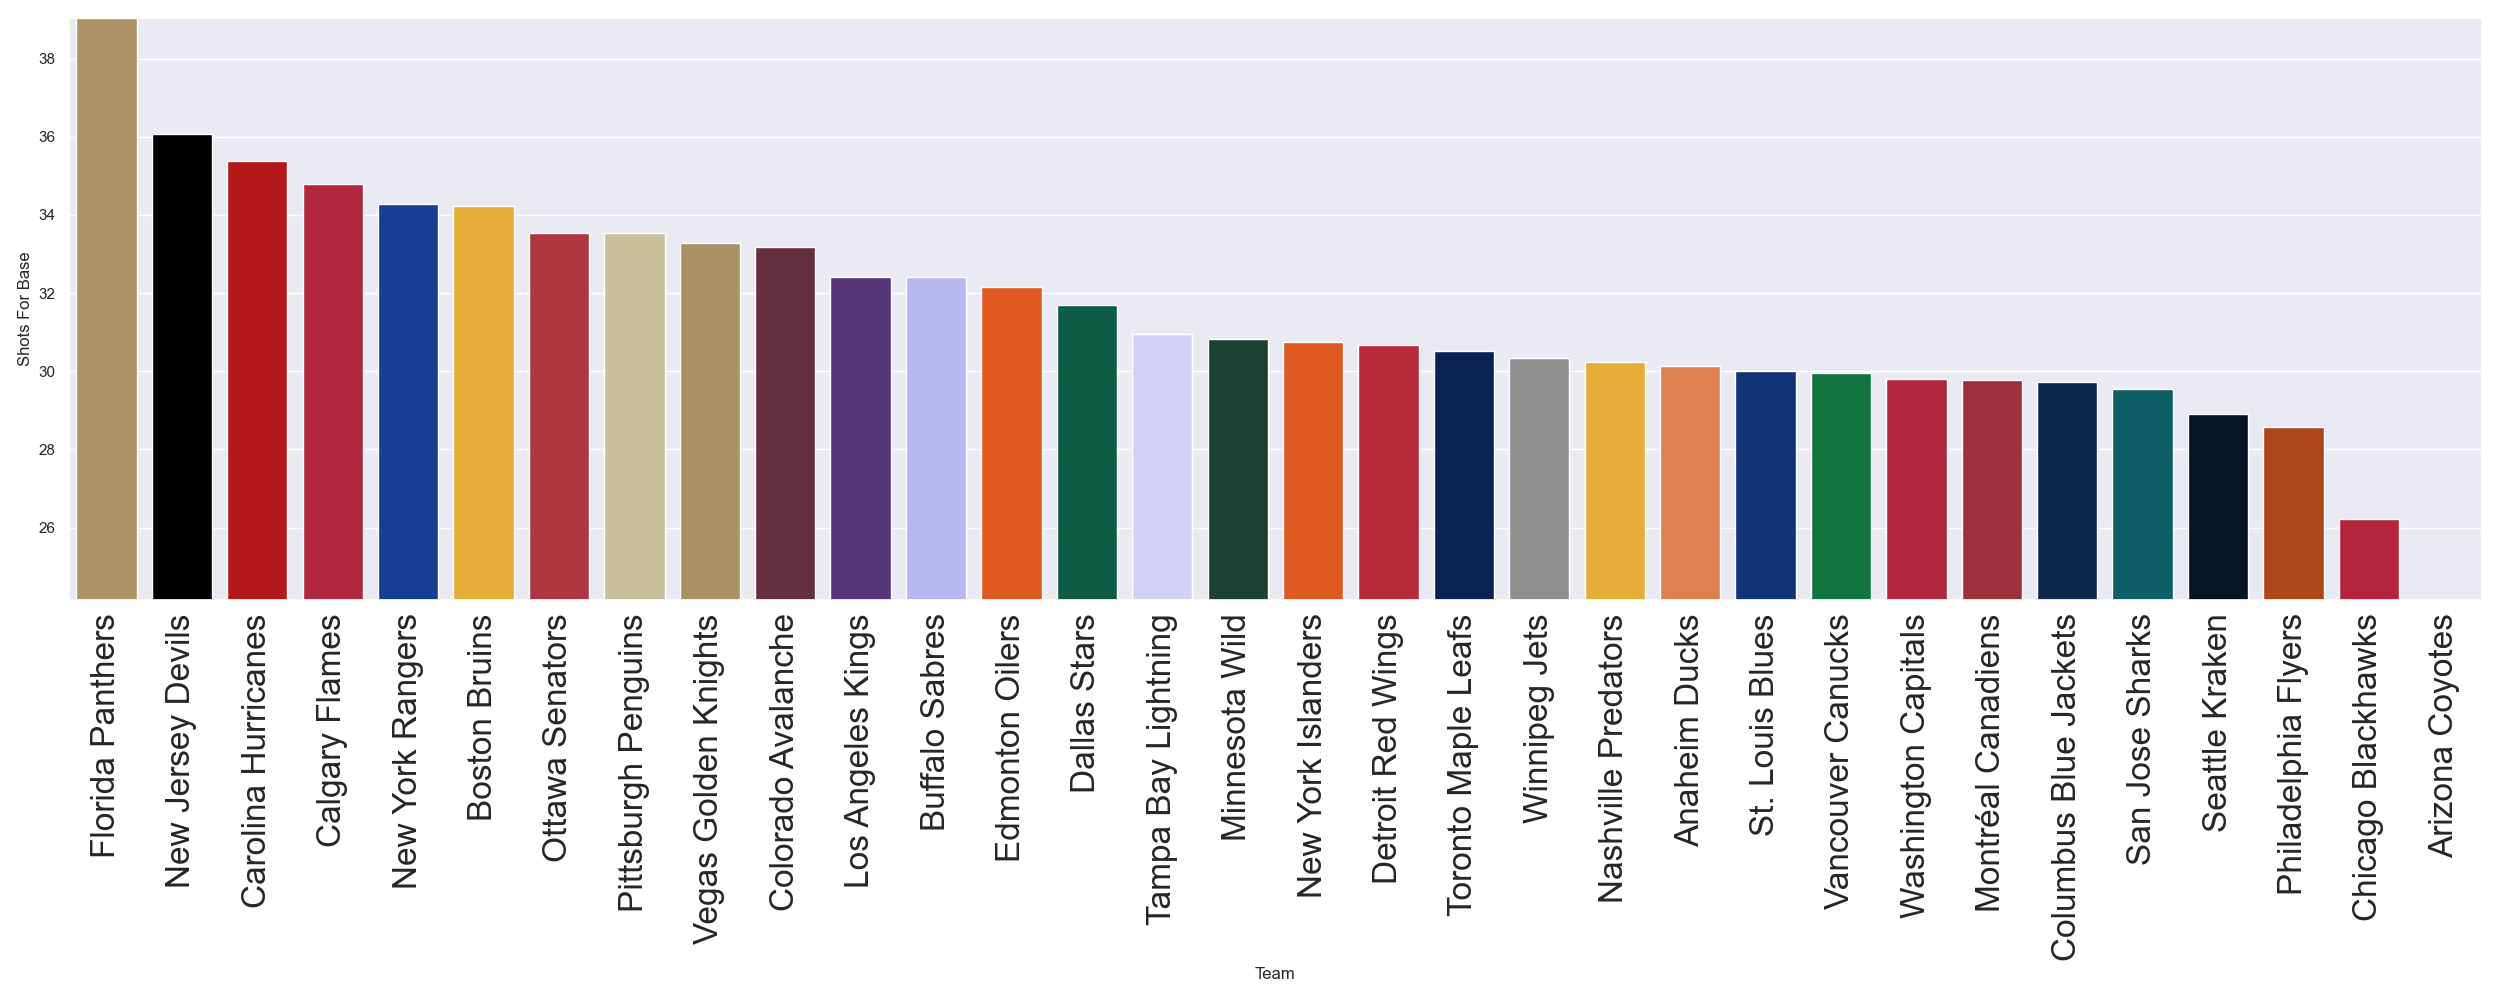 38
36
34
32
30
28
26
Shots For Base
Florida Panthers
New Jersey Devils
Carolina Hurricanes
Calgary Flames
New York Rangers
Boston Bruins
Ottawa Senators
Pittsburgh Penguins
Vegas Golden Knights
Colorado Avalanche
Los Angeles Kings
Buffalo Sabres
Edmonton Oilers
Dallas Stars
Tampa Bay Lightning
Minnesota Wild
New York Islanders
Detroit Red Wings
Toronto Maple Leafs
Winnipeg Jets
Nashville Predators
Anaheim Ducks
St. Louis Blues
Vancouver Canucks
Washington Capitals
Montréal Canadiens
Columbus Blue Jackets
San Jose Sharks
Seattle Kraken
Philadelphia Flyers
Chicago Blackhawks
Arizona Coyotes
Team